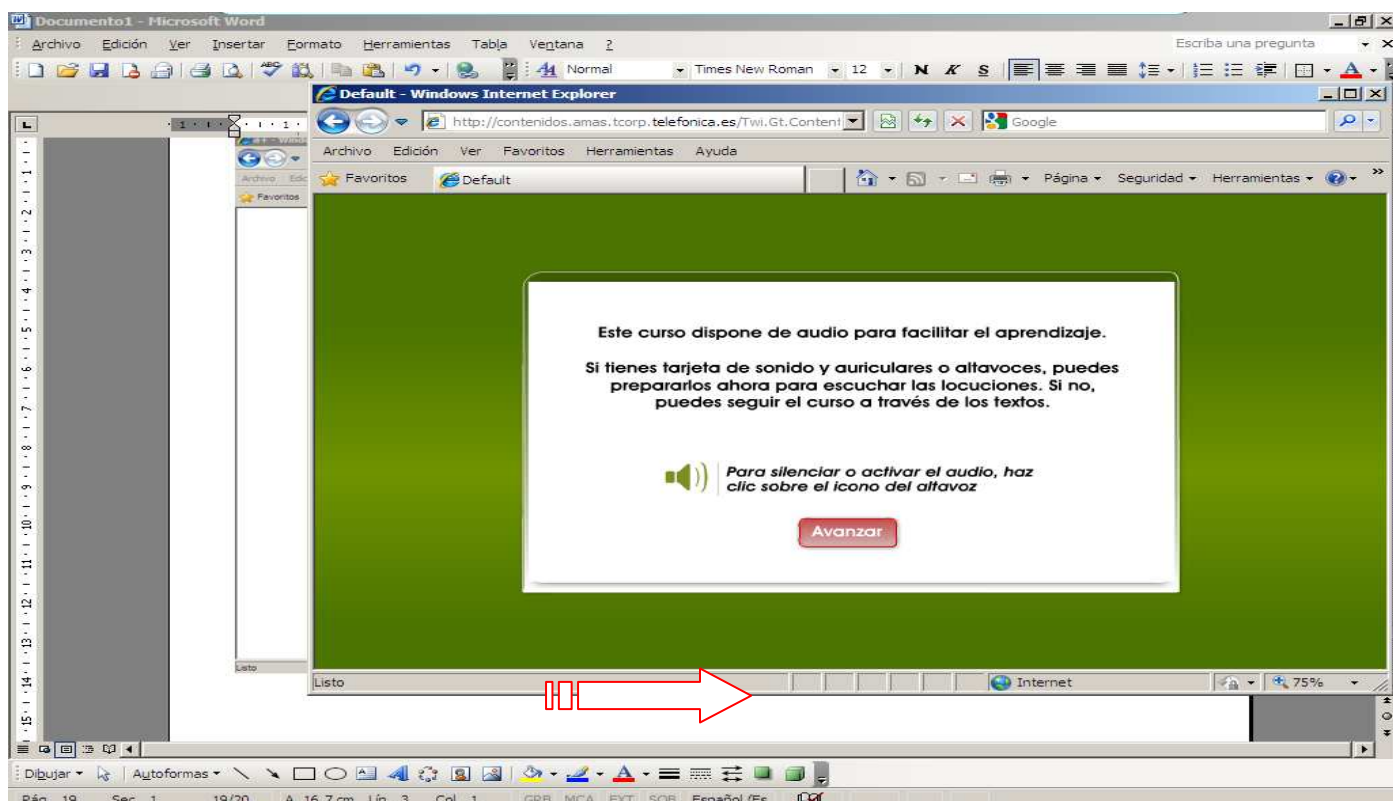 Documento1 - Microsoft Word
Archivo Edición Ver Insertar Formato Herramientas Tabla Ventana ? Escriba una pregunta
Normal Times New Roman 12 N K S
Default - Windows Internet Explorer
http://contenidos.amas.tcorp.telefonica.es/Twi.Gt.Content Google
Archivo Edición Ver Favoritos Herramientas Ayuda
Favoritos Default Página Seguridad Herramientas
Favoritos
Este curso dispone de audio para facilitar el aprendizaje.
Si tienes tarjeta de sonido y auriculares o altavoces, puedes
prepararlos ahora para escuchar las locuciones. Si no,
puedes seguir el curso a través de los textos.
Para silenciar o activar el audio, haz
clic sobre el icono del altavoz
Avanzar
Listo
Listo Internet 75%
Dibujar Autoformas
Pág. 19 Sec. 1 19/20 A 16,7 cm Lín. 3 Col. 1 GRB MCA EXT SOB Español (Es